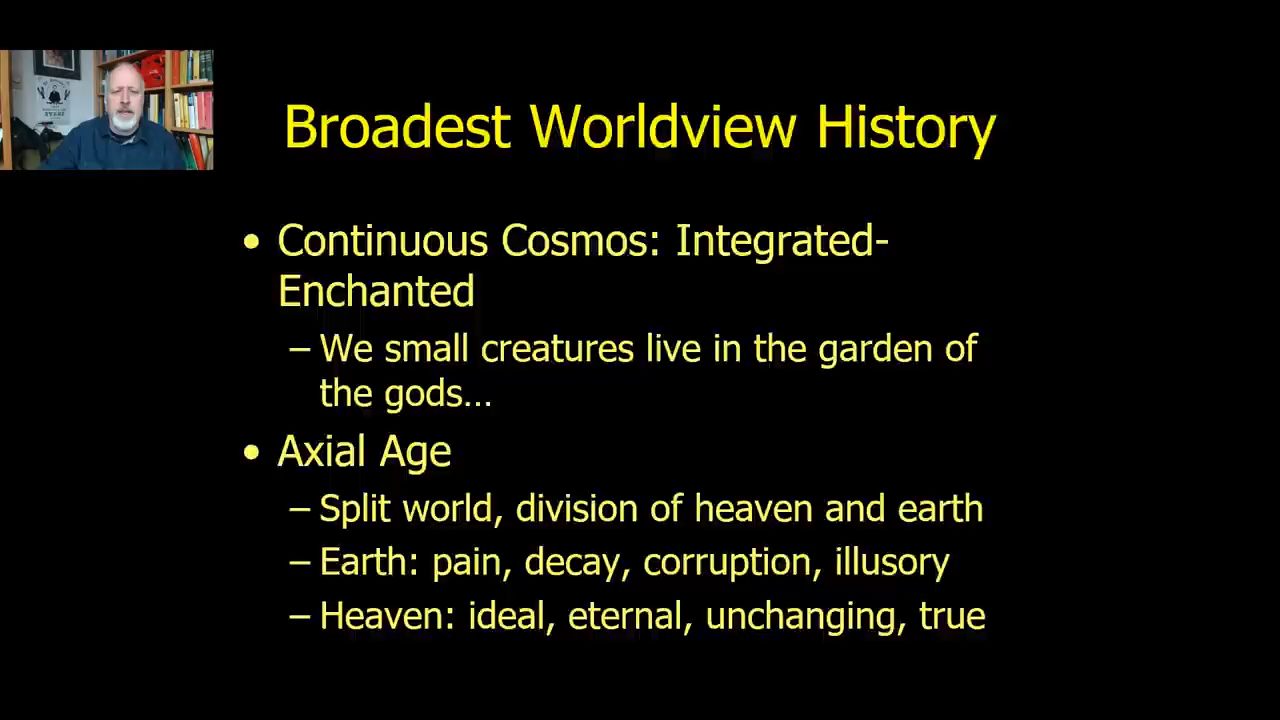 Broadest Worldview History
• Continuous Cosmos: Integrated-
Enchanted
– We small creatures live in the garden of
the gods...
• Axial Age
– Split world, division of heaven and earth
– Earth: pain, decay, corruption, illusory
– Heaven: ideal, eternal, unchanging, true